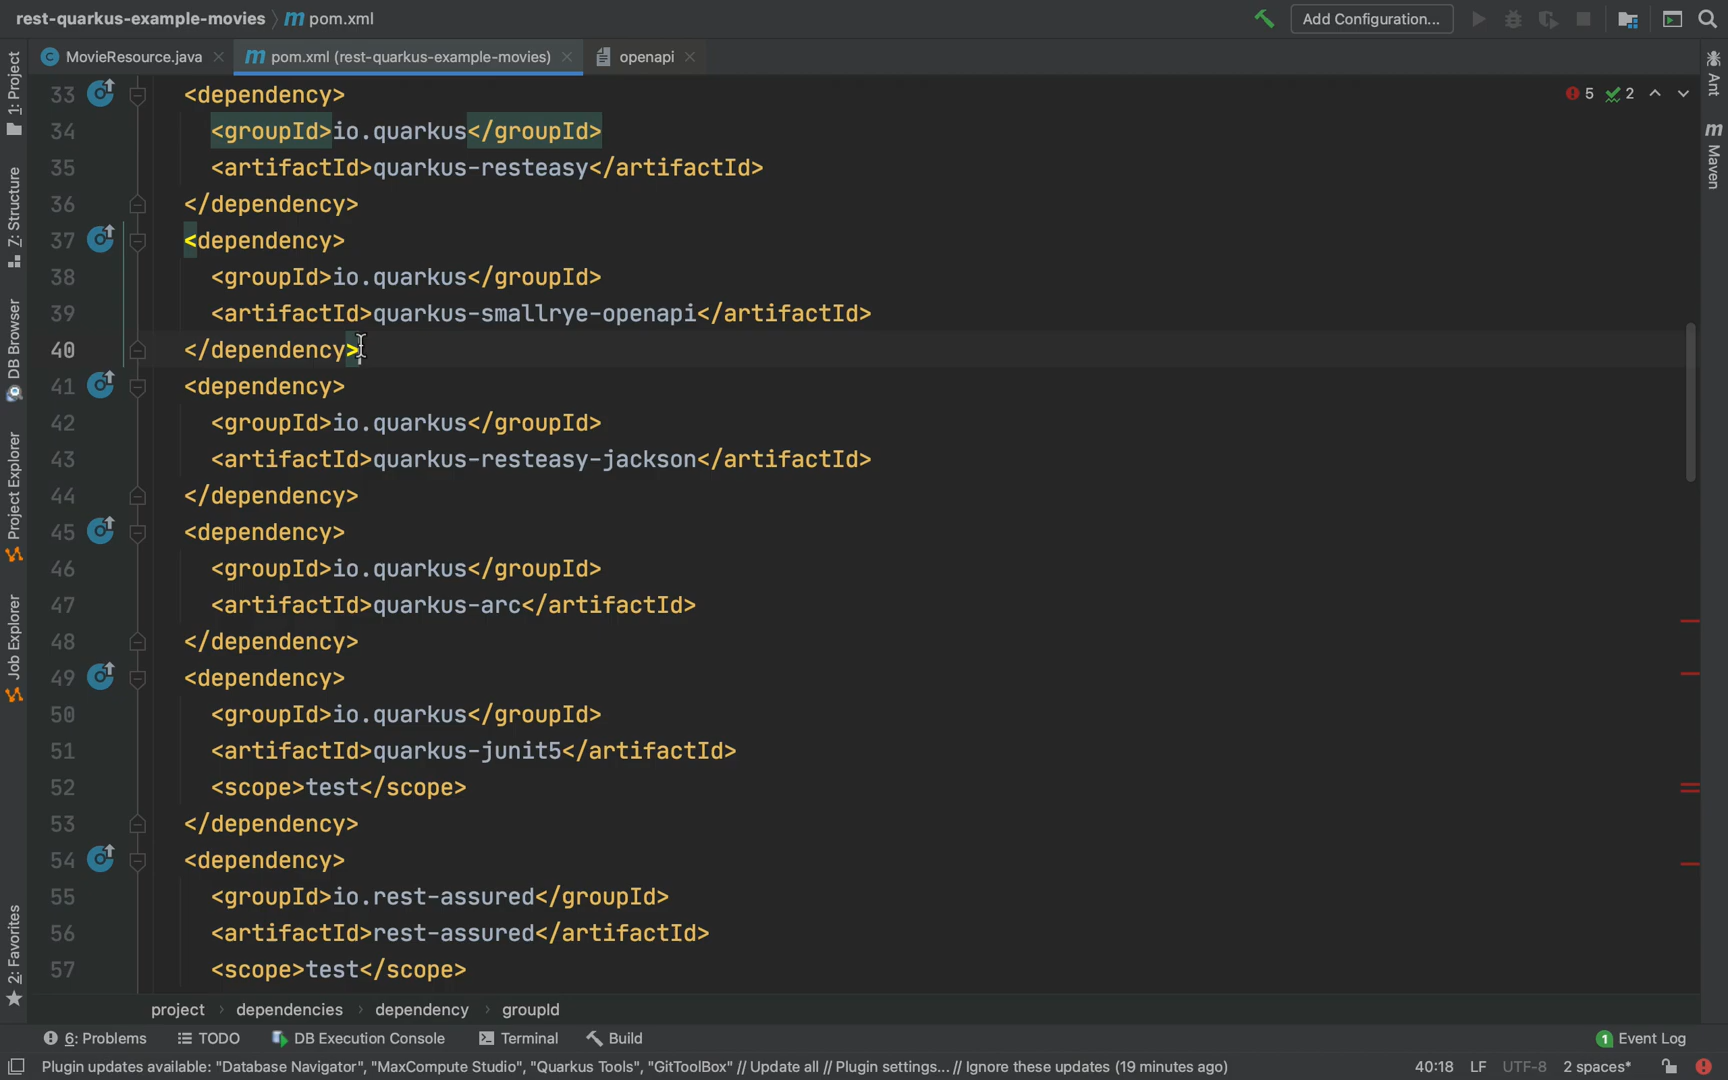 rest-quarkus-example-movies pom.xml Add Configuration...
MovieResource.java pom.xml (rest-quarkus-example-movies) openapi
5 2
33 <dependency>
34 <groupId>io.quarkus</groupId>
35 <artifactId>quarkus-resteasy</artifactId>
36 </dependency>
37 <dependency>
38 <groupId>io.quarkus</groupId>
39 <artifactId>quarkus-smallrye-openapi</artifactId>
40 </dependency>
41 <dependency>
42 <groupId>io.quarkus</groupId>
43 <artifactId>quarkus-resteasy-jackson</artifactId>
44 </dependency>
45 <dependency>
46 <groupId>io.quarkus</groupId>
47 <artifactId>quarkus-arc</artifactId>
48 </dependency>
49 <dependency>
50 <groupId>io.quarkus</groupId>
51 <artifactId>quarkus-junit5</artifactId>
52 <scope>test</scope>
53 </dependency>
54 <dependency>
55 <groupId>io.rest-assured</groupId>
56 <artifactId>rest-assured</artifactId>
57 <scope>test</scope>
project dependencies dependency groupId
6: Problems TODO DB Execution Console Terminal Build 1 Event Log
Plugin updates available: "Database Navigator", "MaxCompute Studio", "Quarkus Tools", "GitToolBox" // Update all // Plugin settings... // Ignore these updates (19 minutes ago) 40:18 LF UTF-8 2 spaces*
1: Project
7: Structure
DB Browser
Project Explorer
Job Explorer
2: Favorites
Ant
m Maven